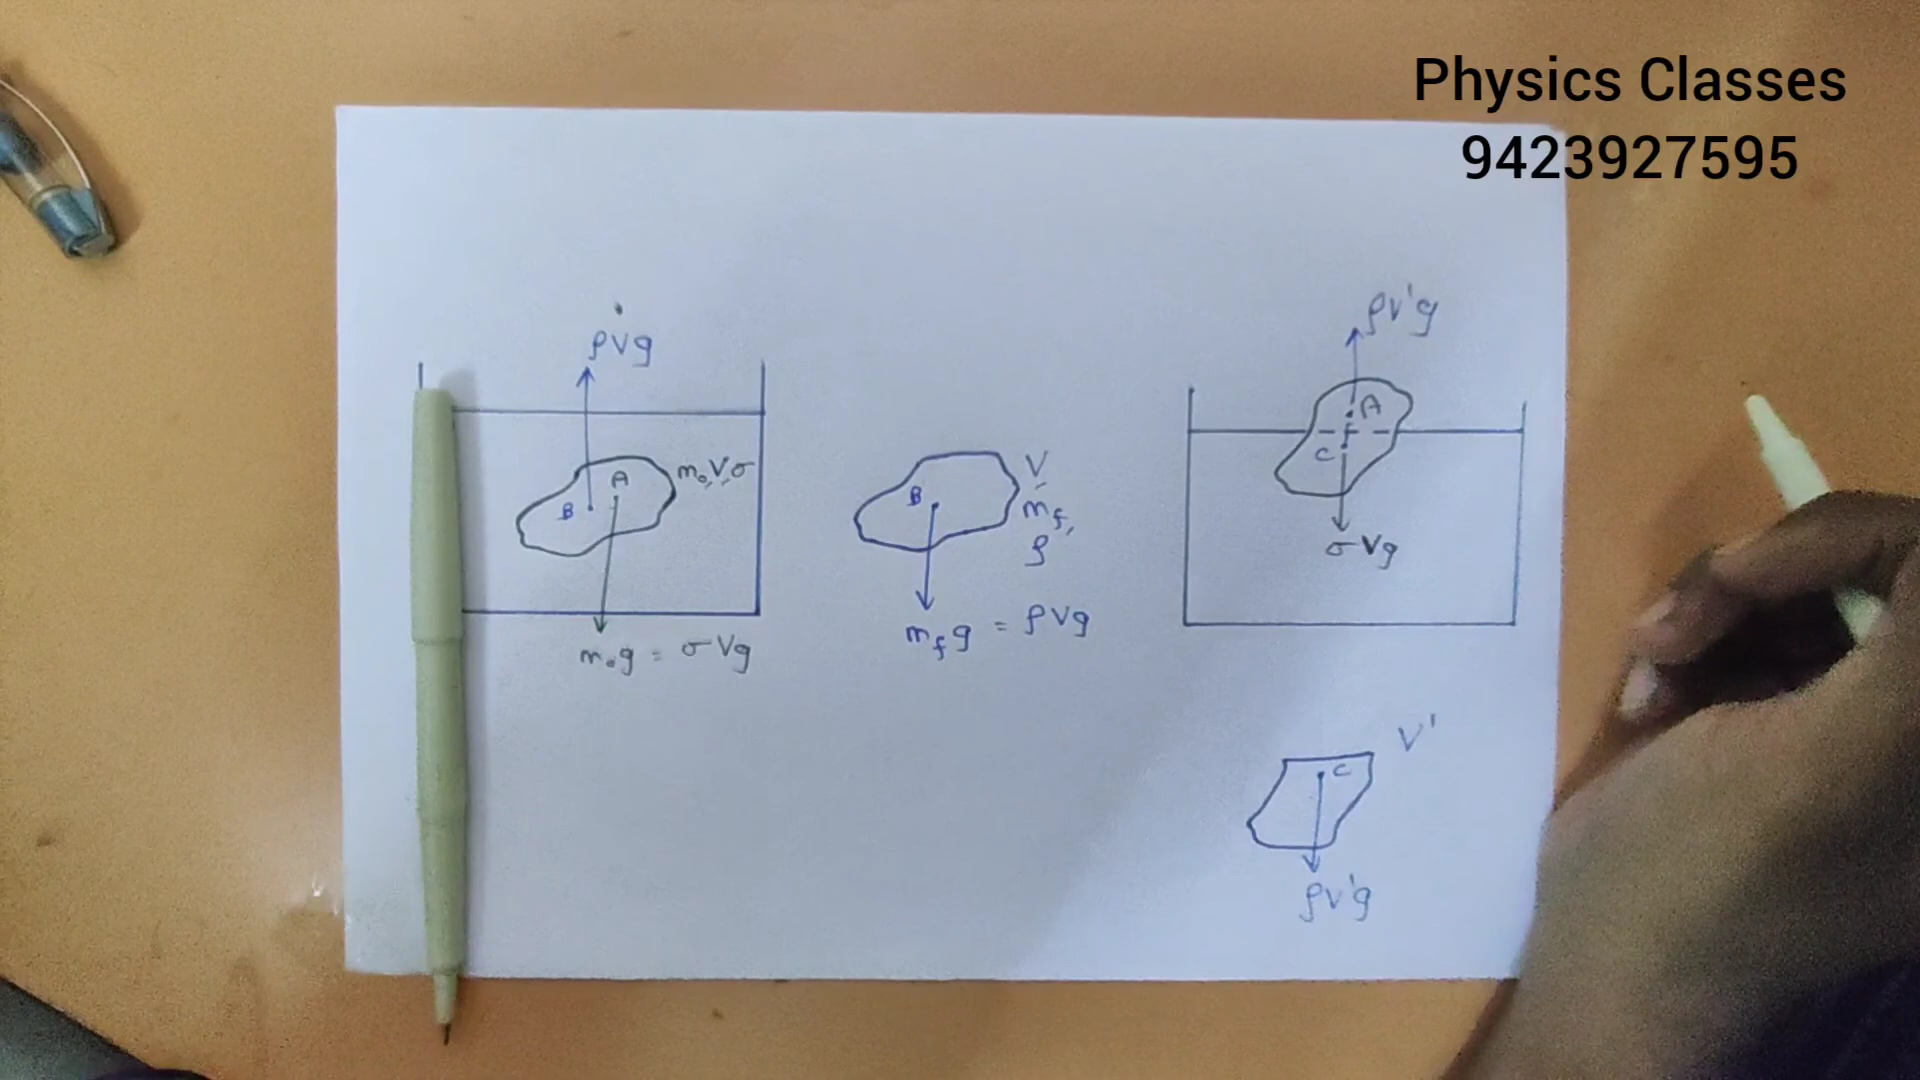 Physics Classes
9423927595
ρVg
A
B
m₀, V, σ
m₀g = σVg
B
V,
m_f,
ρ
m_f g = ρVg
ρV'g
A
C
σVg
V'
C
ρV'g